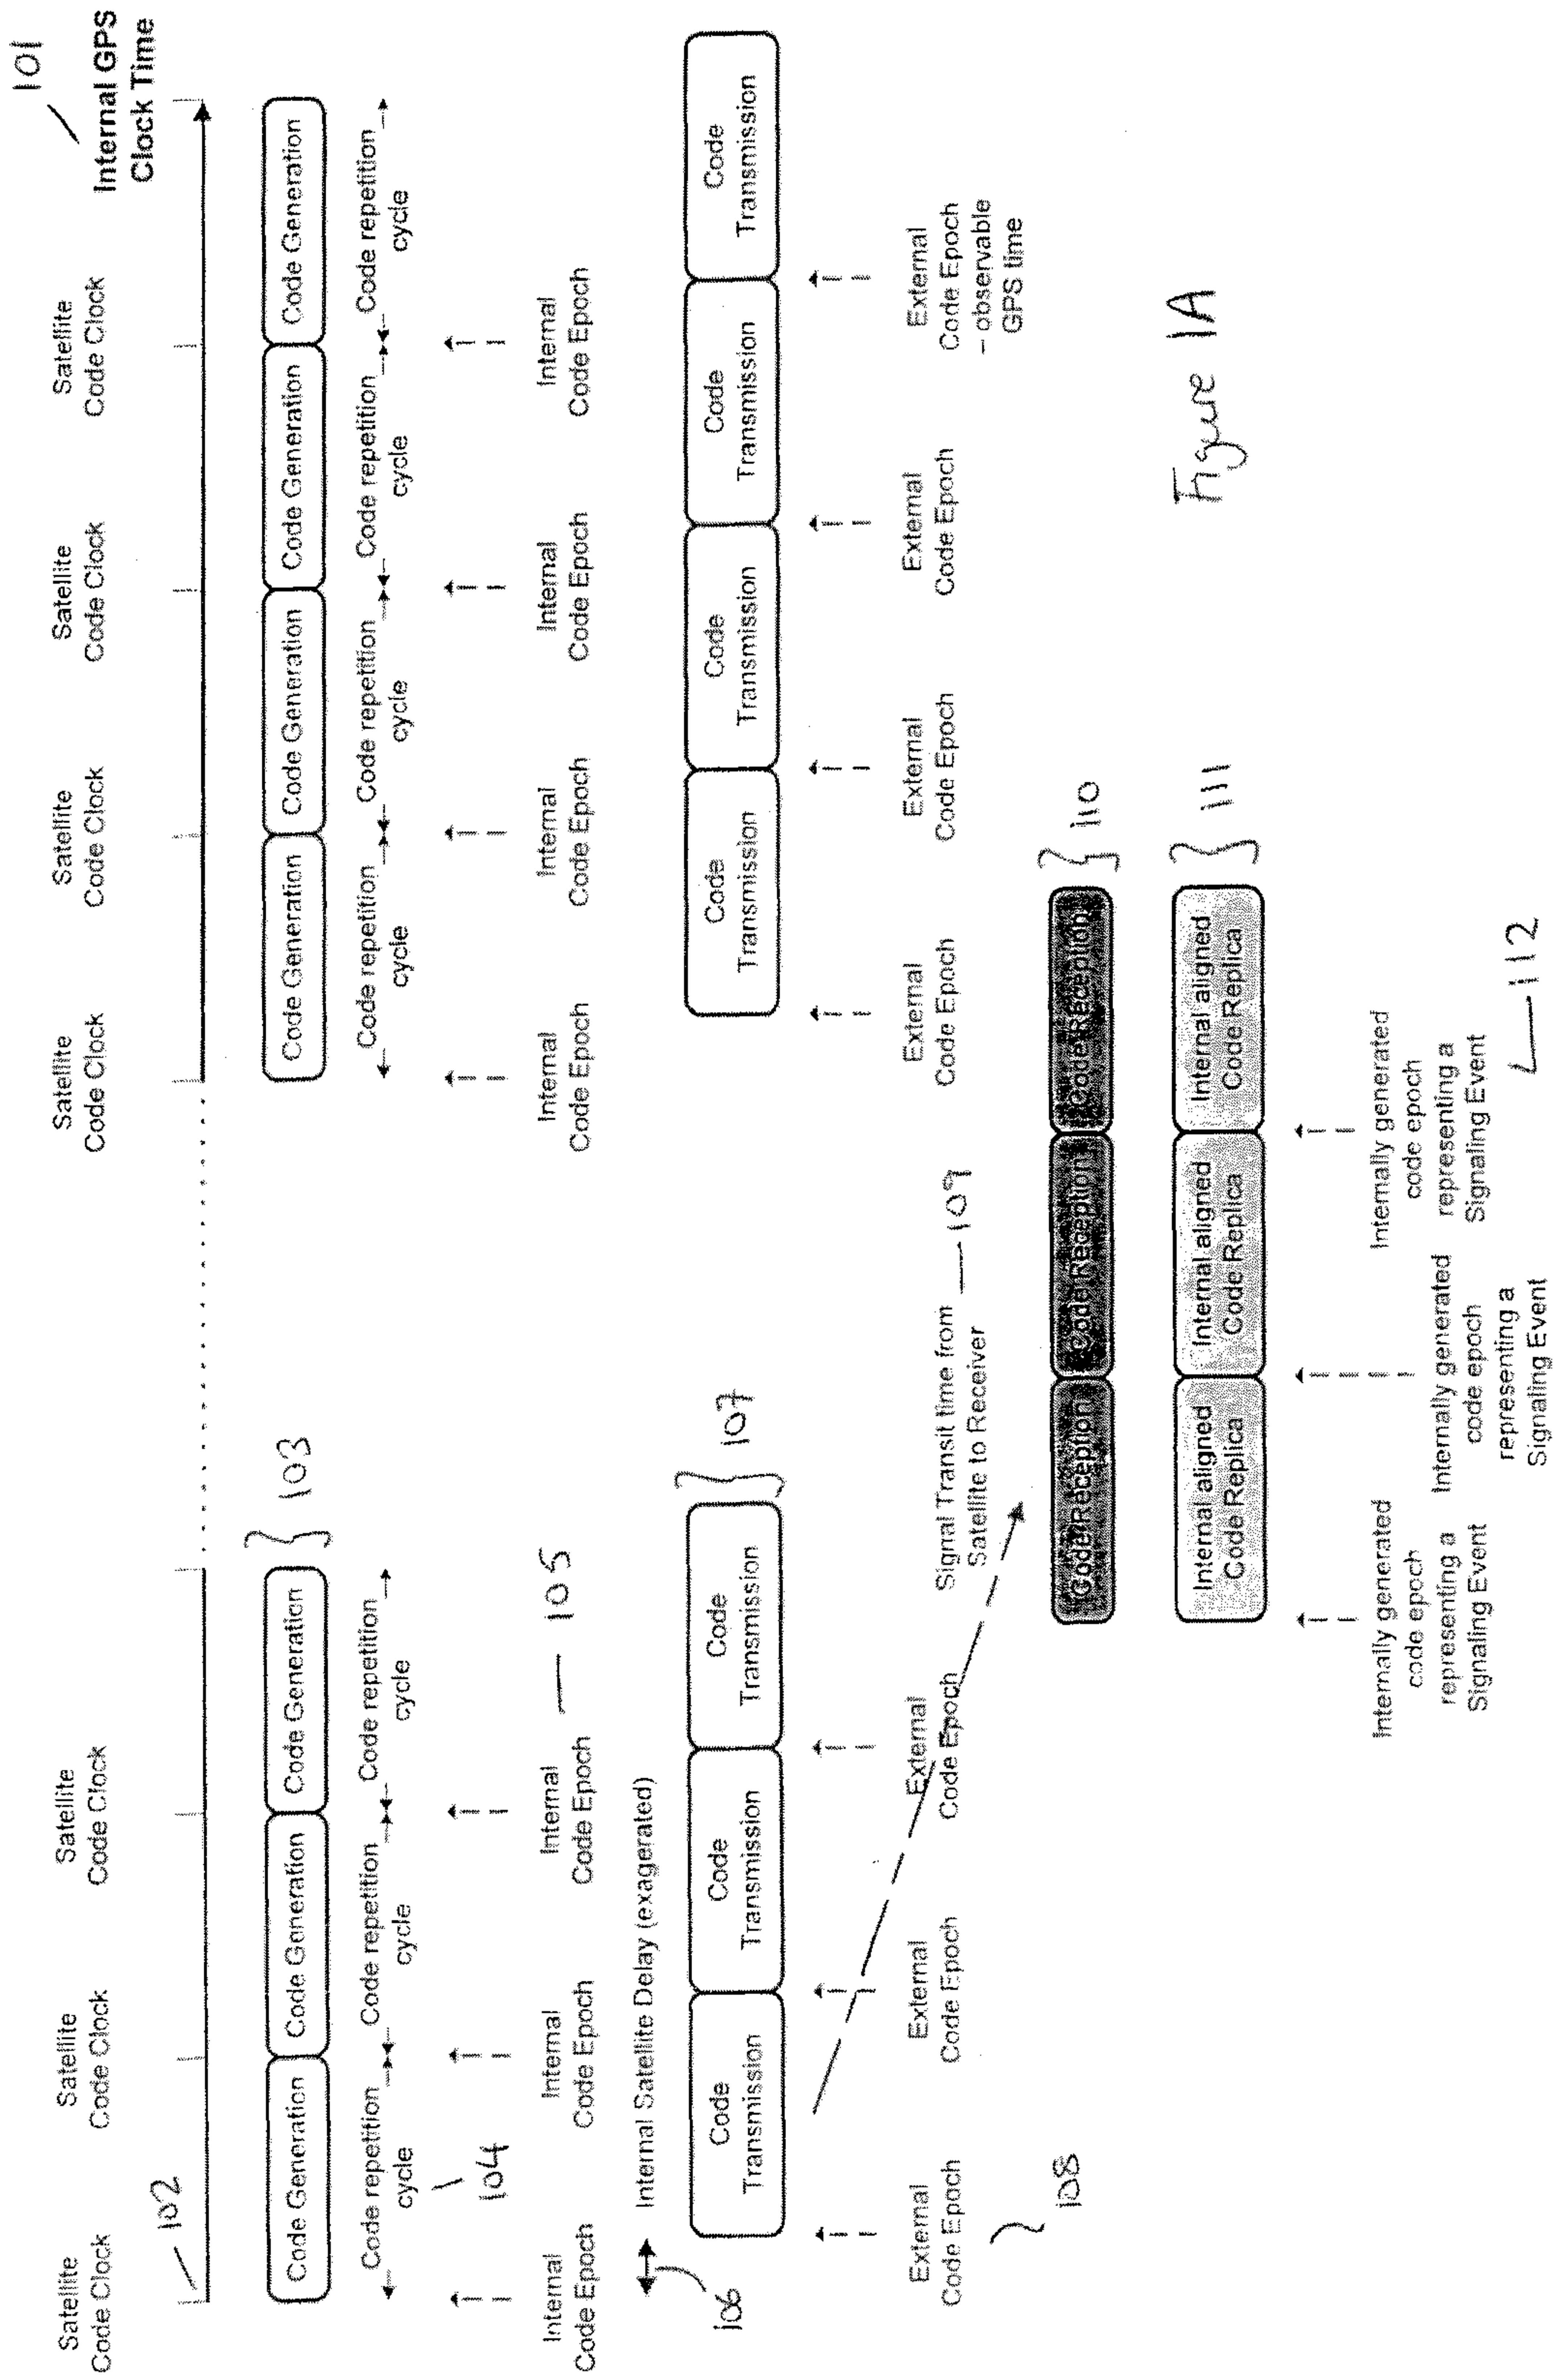 101
Internal GPS
Clock Time
Satellite
Code Clock
Satellite
Code Clock
Satellite
Code Clock
Satellite
Code Clock
Satellite
Code Clock
Satellite
Code Clock
Satellite
Code Clock
102
Code Generation
Code Generation
Code Generation
103
Code Generation
Code Generation
Code Generation
Code Generation
Code repetition
cycle
Code repetition
cycle
Code repetition
cycle
Code repetition
cycle
Code repetition
cycle
Code repetition
cycle
Code repetition
cycle
104
Internal
Code Epoch
Internal
Code Epoch
Internal
Code Epoch
105
Internal
Code Epoch
Internal
Code Epoch
Internal
Code Epoch
Internal
Code Epoch
106
Internal Satellite Delay (exagerated)
Code
Transmission
Code
Transmission
Code
Transmission
107
Code
Transmission
Code
Transmission
Code
Transmission
Code
Transmission
External
Code Epoch
External
Code Epoch
External
Code Epoch
108
Signal Transit time from
Satellite to Receiver
109
External
Code Epoch
External
Code Epoch
External
Code Epoch
External
Code Epoch
– observable
GPS time
Code Reception
Code Reception
Code Reception
110
Internal aligned
Code Replica
Internal aligned
Code Replica
Internal aligned
Code Replica
111
Internally generated
code epoch
representing a
Signaling Event
Internally generated
code epoch
representing a
Signaling Event
Internally generated
code epoch
representing a
Signaling Event
112
Figure 1A